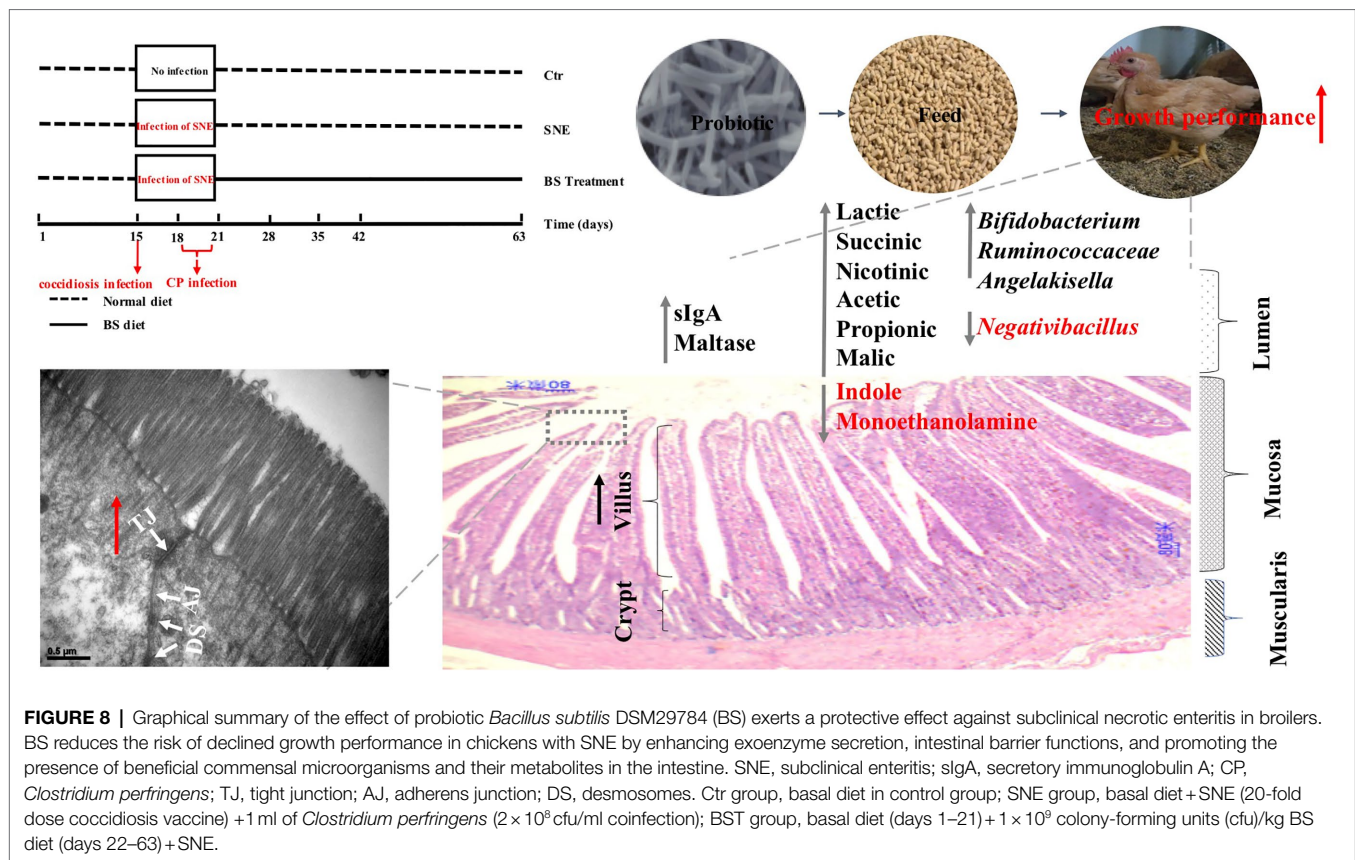 No infection
Ctr
Infection of SNE
SNE
Infection of SNE
BS Treatment
Time (days)
1 15 18 21 28 35 42 63
coccidiosis infection
CP infection
Normal diet
BS diet
Probiotic
Feed
Growth performance
sIgA
Maltase
Lactic
Succinic
Nicotinic
Acetic
Propionic
Malic
Indole
Monoethanolamine
Bifidobacterium
Ruminococcaceae
Angelakisella
Negativibacillus
Lumen
Mucosa
Muscularis
TJ
AJ
DS
0.5 µm
80微米
Villus
Crypt
80微米
FIGURE 8 | Graphical summary of the effect of probiotic Bacillus subtilis DSM29784 (BS) exerts a protective effect against subclinical necrotic enteritis in broilers.
BS reduces the risk of declined growth performance in chickens with SNE by enhancing exoenzyme secretion, intestinal barrier functions, and promoting the
presence of beneficial commensal microorganisms and their metabolites in the intestine. SNE, subclinical enteritis; sIgA, secretory immunoglobulin A; CP,
Clostridium perfringens; TJ, tight junction; AJ, adherens junction; DS, desmosomes. Ctr group, basal diet in control group; SNE group, basal diet+SNE (20-fold
dose coccidiosis vaccine) +1 ml of Clostridium perfringens (2 × 10⁸ cfu/ml coinfection); BST group, basal diet (days 1–21)+1 × 10⁹ colony-forming units (cfu)/kg BS
diet (days 22–63)+SNE.